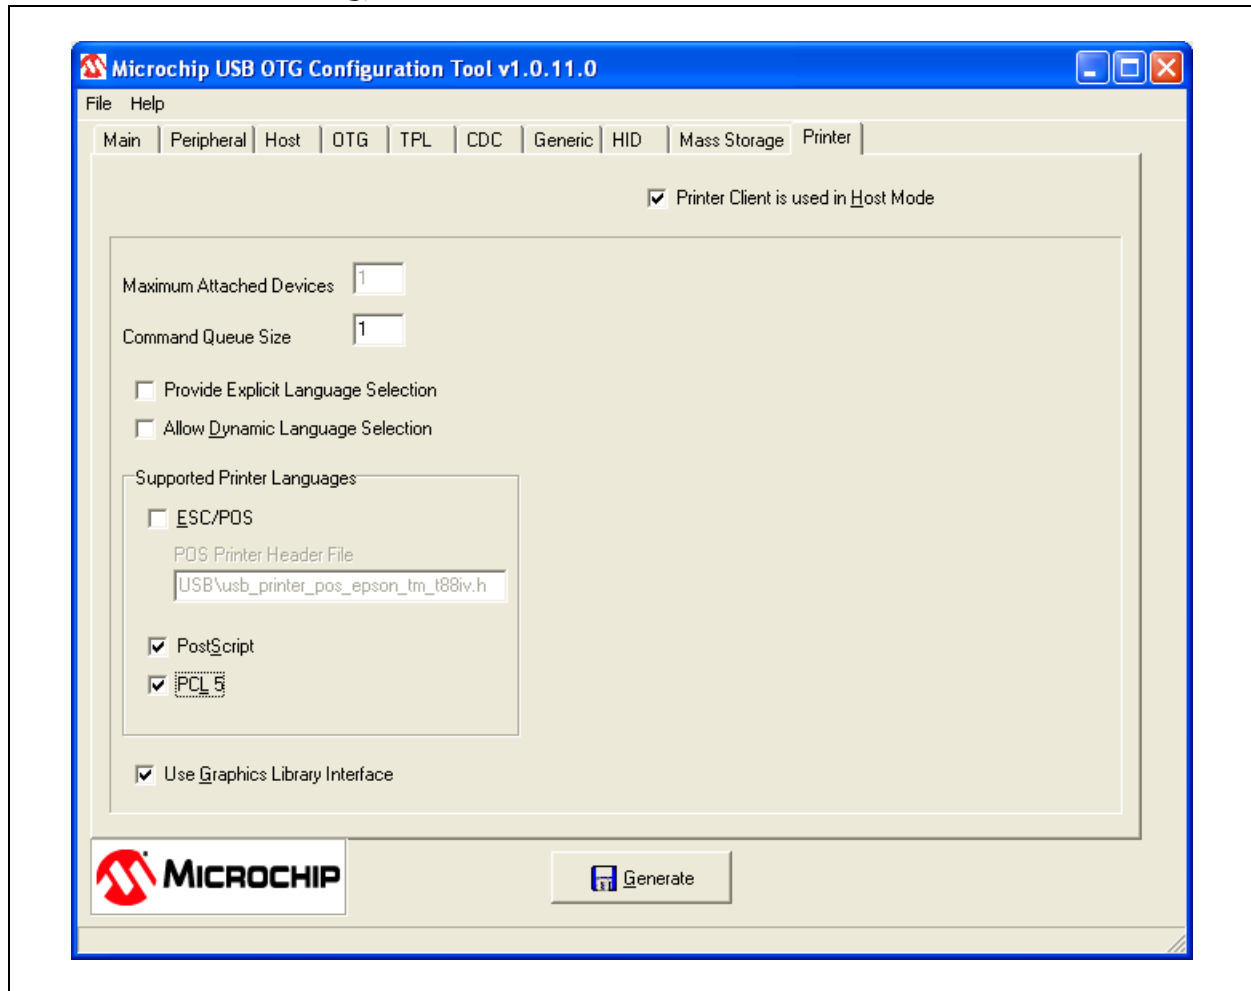 Microchip USB OTG Configuration Tool v1.0.11.0
File Help
Main Peripheral Host OTG TPL CDC Generic HID Mass Storage Printer
Printer Client is used in Host Mode
Maximum Attached Devices 1
Command Queue Size 1
Provide Explicit Language Selection
Allow Dynamic Language Selection
Supported Printer Languages
ESC/POS
POS Printer Header File
USB\usb_printer_pos_epson_tm_t88iv.h
PostScript
PCL 5
Use Graphics Library Interface
MICROCHIP
Generate